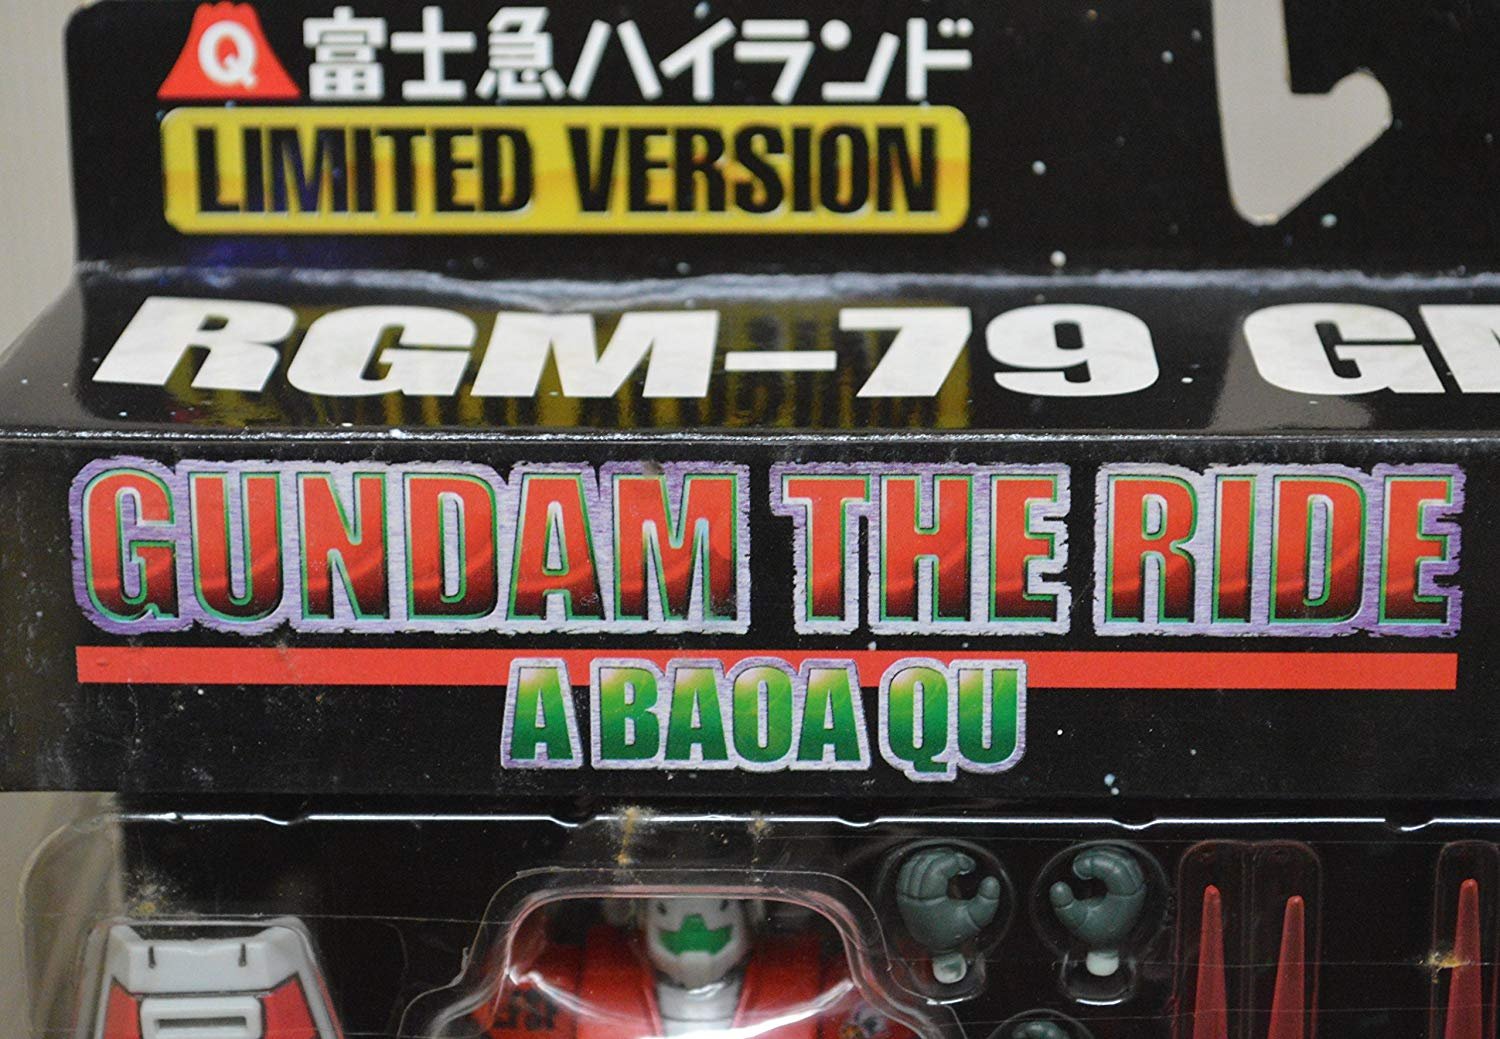 Q 富士急ハイランド
LIMITED VERSION
RGM-79
GUNDAM THE RIDE
A BAOA QU